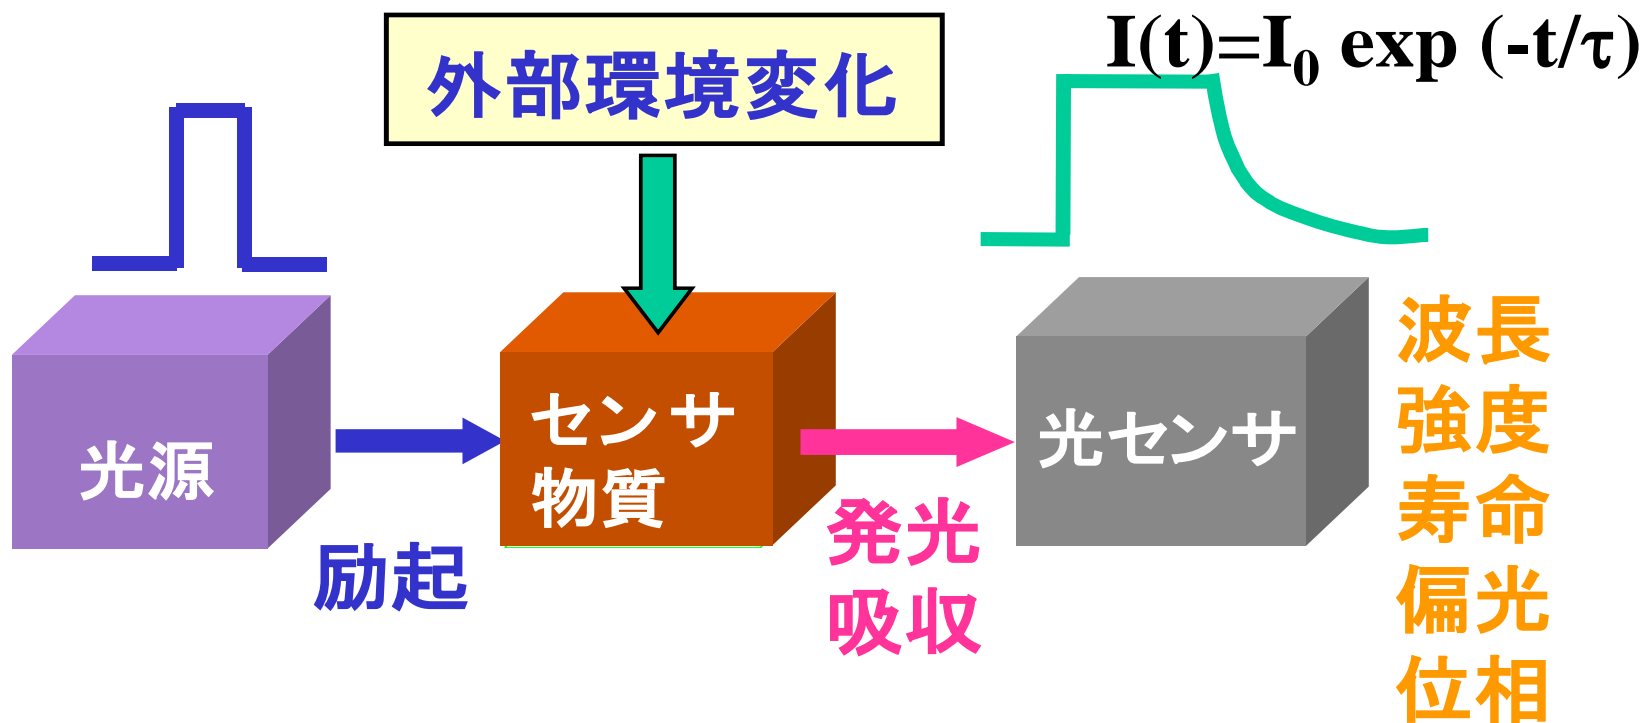 外部環境変化
I(t)=I₀ exp (-t/τ)
光源
励起
センサ
物質
発光
吸収
光センサ
波長
強度
寿命
偏光
位相